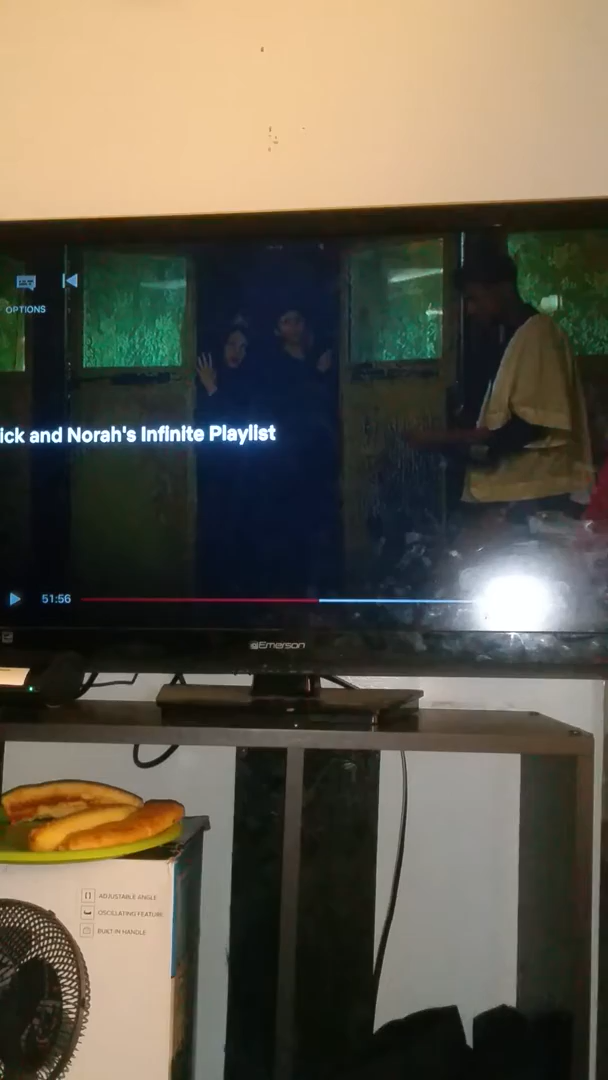 OPTIONS
ick and Norah's Infinite Playlist
51:56
Emerson
ADJUSTABLE ANGLE
OSCILLATING FEATURE
BUILT IN HANDLE